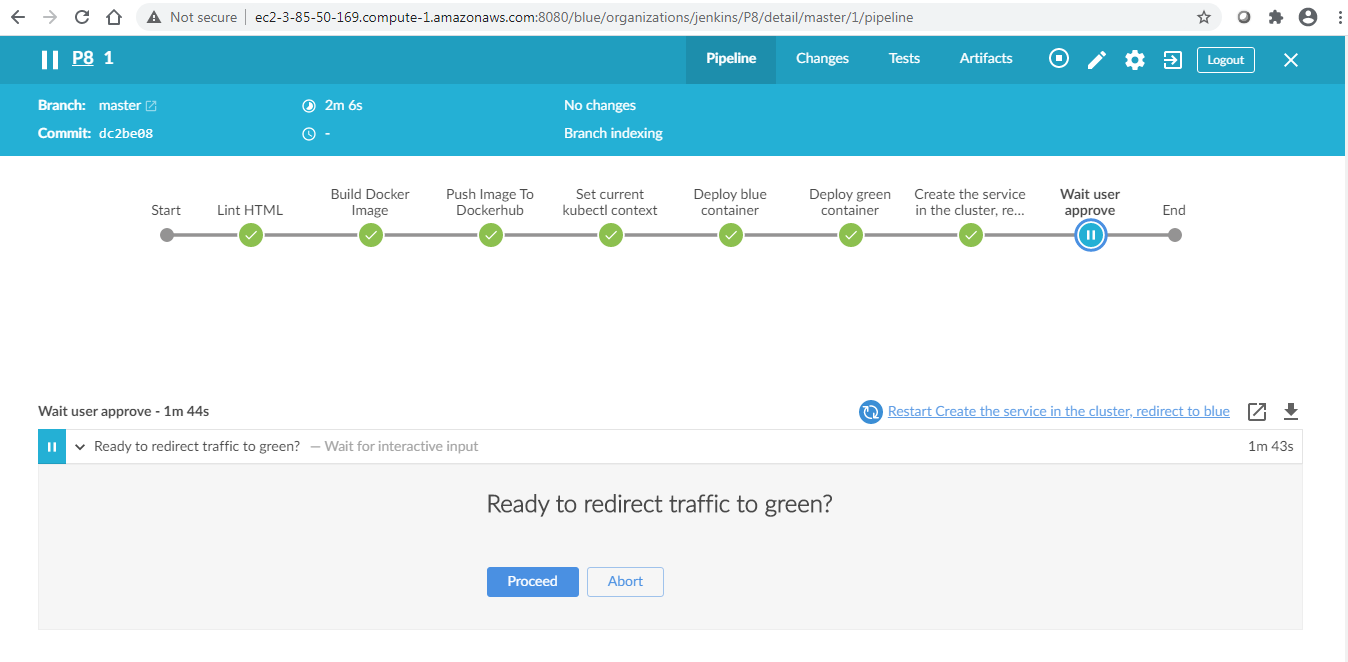 Not secure | ec2-3-85-50-169.compute-1.amazonaws.com:8080/blue/organizations/jenkins/P8/detail/master/1/pipeline
P8 1 Pipeline Changes Tests Artifacts Logout
Branch: master 2m 6s No changes
Commit: dc2be08 - Branch indexing
Start
Lint HTML
Build Docker
Image
Push Image To
Dockerhub
Set current
kubectl context
Deploy blue
container
Deploy green
container
Create the service
in the cluster, re...
Wait user
approve
End
Wait user approve - 1m 44s Restart Create the service in the cluster, redirect to blue
Ready to redirect traffic to green? — Wait for interactive input 1m 43s
Ready to redirect traffic to green?
Proceed Abort